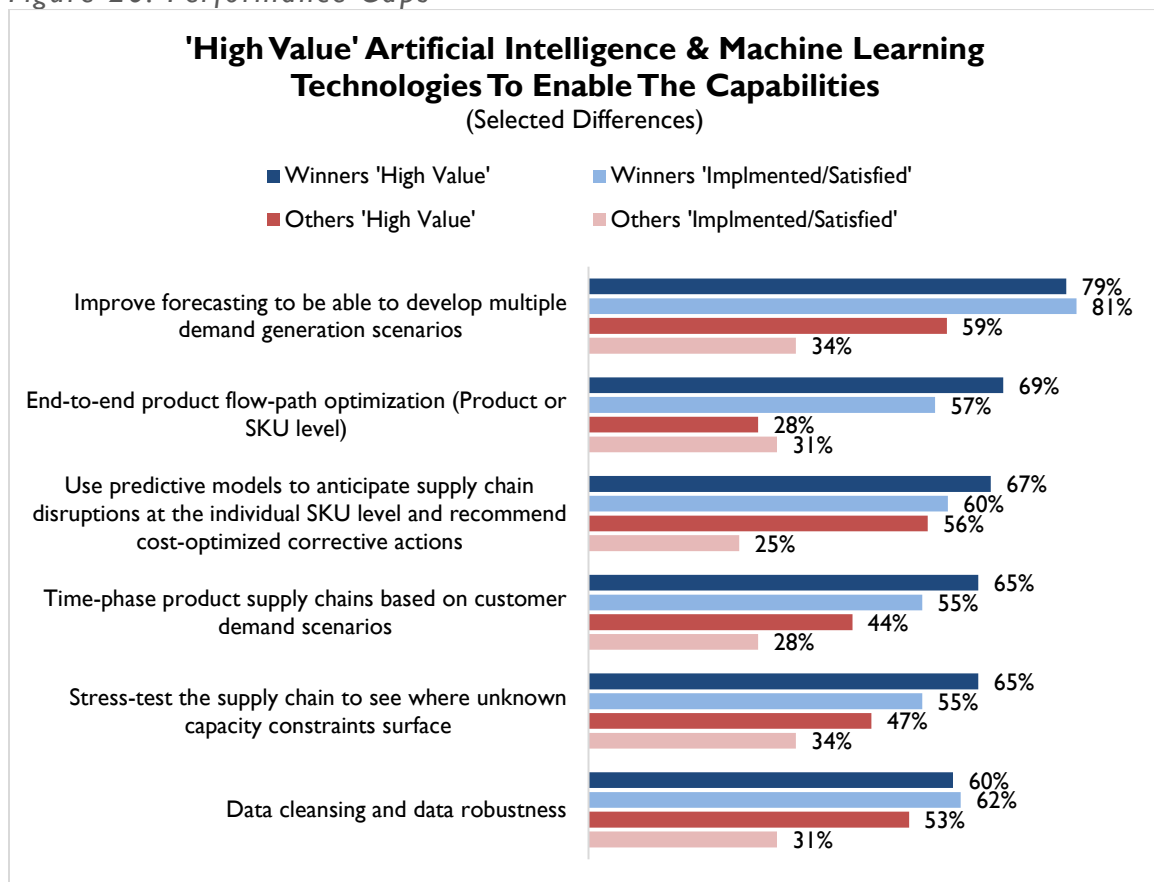 Figure 26: Performance Gaps
'High Value' Artificial Intelligence & Machine Learning
Technologies To Enable The Capabilities
(Selected Differences)
Winners 'High Value'
Winners 'Implmented/Satisfied'
Others 'High Value'
Others 'Implmented/Satisfied'
Improve forecasting to be able to develop multiple
demand generation scenarios
79%
81%
59%
34%
End-to-end product flow-path optimization (Product or
SKU level)
69%
57%
28%
31%
Use predictive models to anticipate supply chain
disruptions at the individual SKU level and recommend
cost-optimized corrective actions
67%
60%
56%
25%
Time-phase product supply chains based on customer
demand scenarios
65%
55%
44%
28%
Stress-test the supply chain to see where unknown
capacity constraints surface
65%
55%
47%
34%
Data cleansing and data robustness
60%
62%
53%
31%